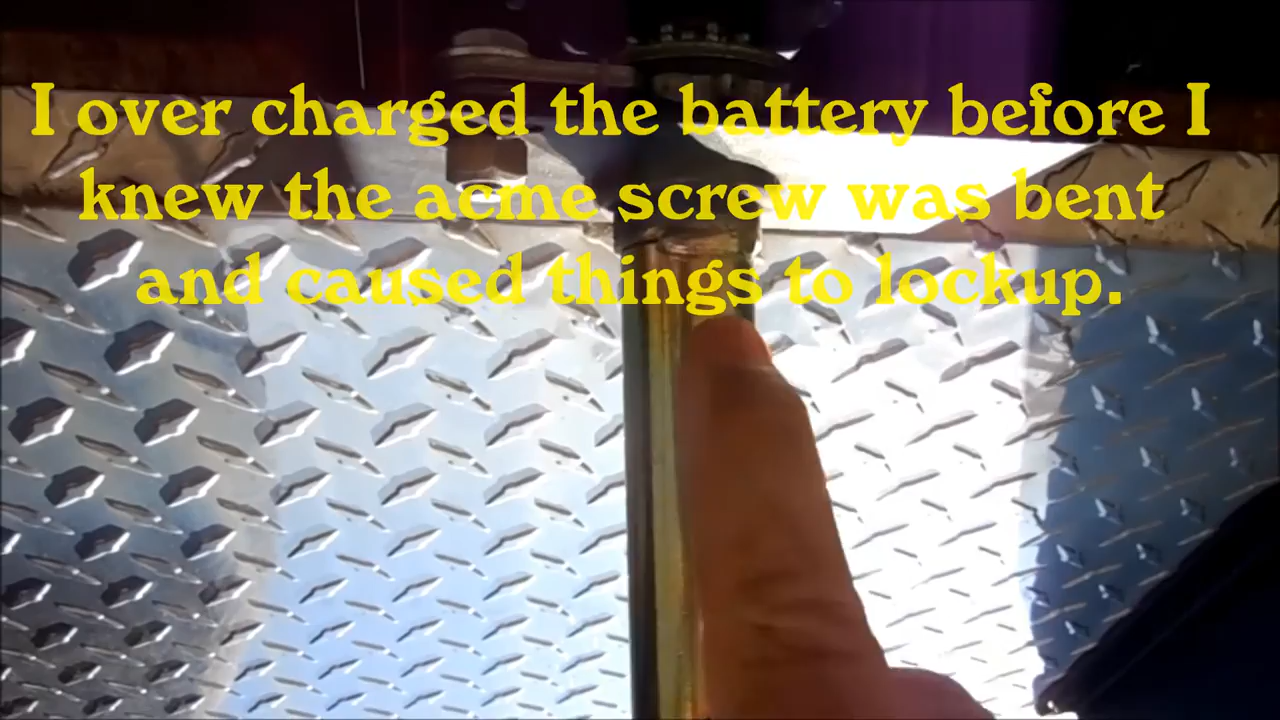 I over charged the battery before I
knew the acme screw was bent
and caused things to lockup.